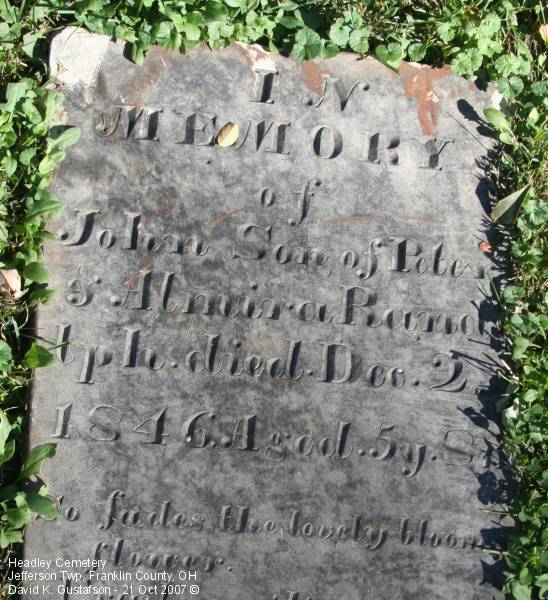 IN
MEMORY
of
John Son, of Peter
& Almira Rand
lph. died. Dec. 2
1846. Aged. 5y. 8
So fades the, lovely bloom
flower.
Headley Cemetery
Jefferson Twp, Franklin County, OH
David K. Gustafson - 21 Oct 2007 ©